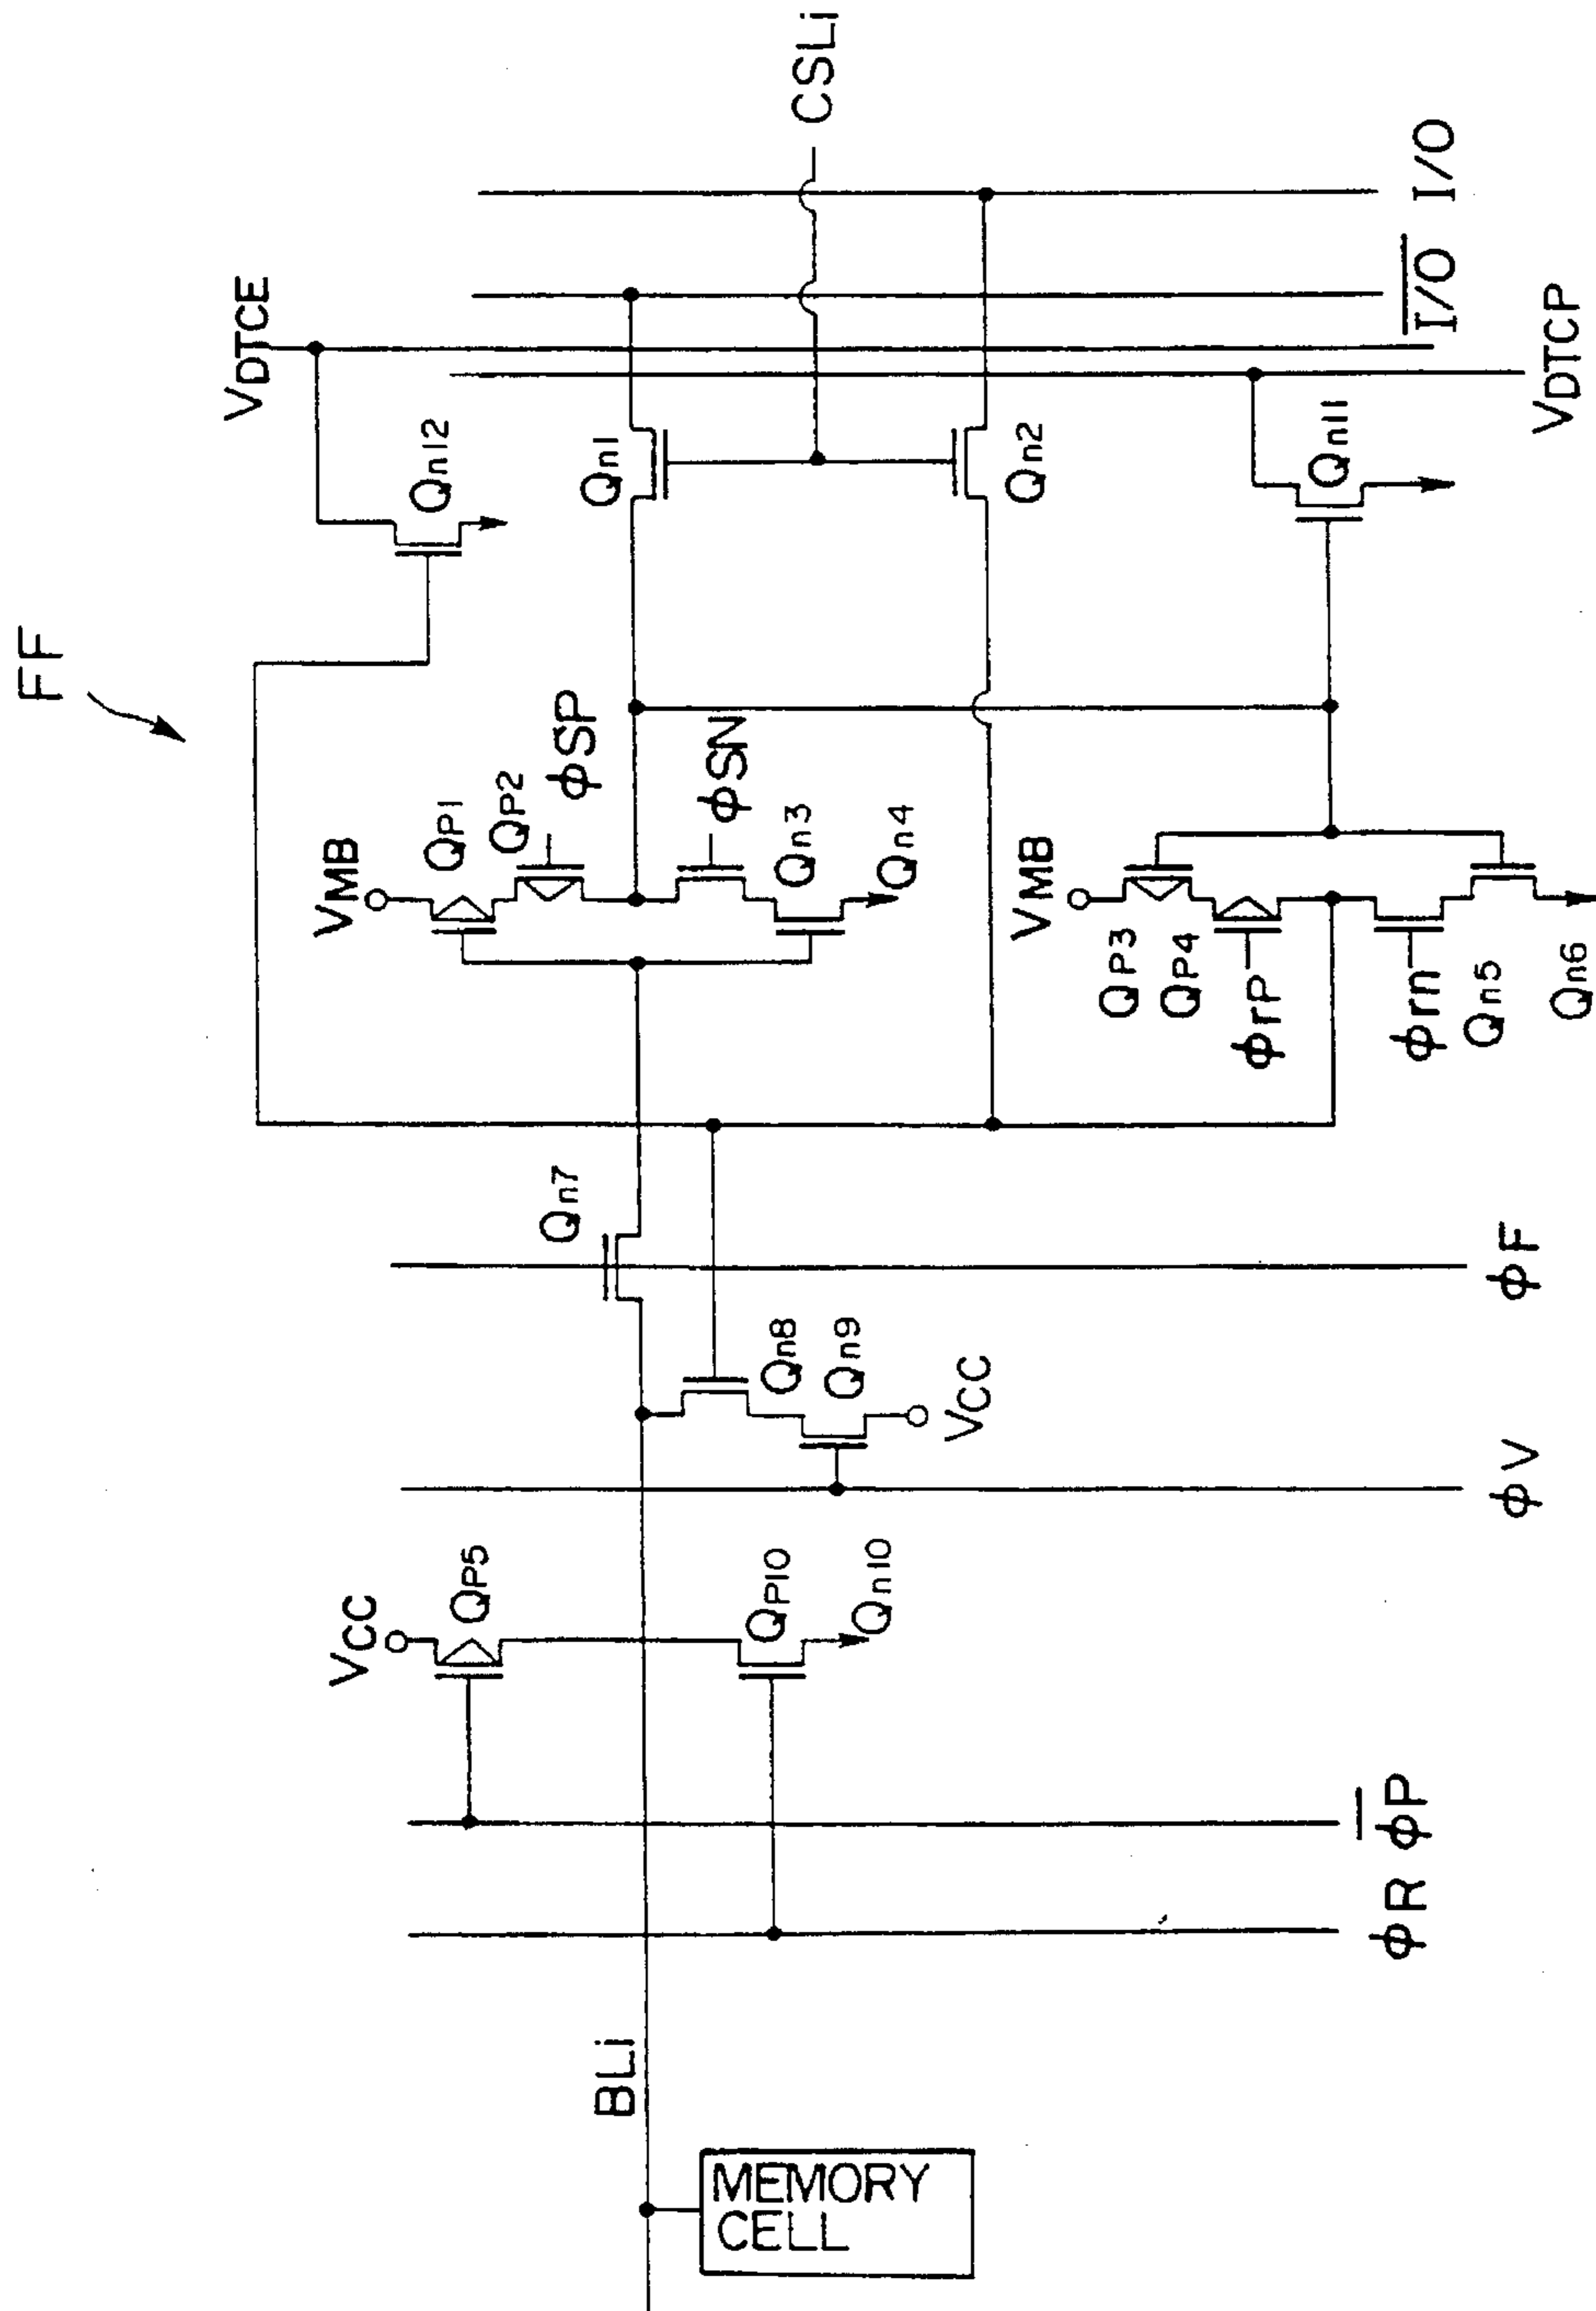 FF
VDTCE
Qn12
CSLi
Qn1
Qn2
VMB
QP1
QP2
ϕSP
ϕSN
Qn3
Qn4
I/O
I/O
VDTCP
Qn11
VMB
QP3
QP4
ϕrP
ϕrn
Qn5
Qn6
Qn7
ϕF
Qn8
Qn9
VCC
ϕV
VCC
QP5
QP10
Qn10
ϕP
ϕR
BLi
MEMORY
CELL